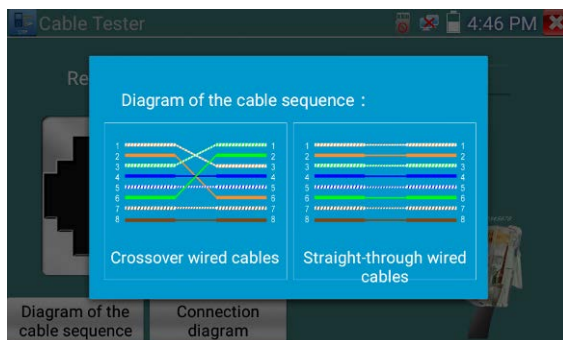 Cable Tester
4:46 PM
Re
Diagram of the cable sequence :
1 1
2 2
3 3
4 4
5 5
6 6
7 7
8 8
Crossover wired cables
1 1
2 2
3 3
4 4
5 5
6 6
7 7
8 8
Straight-through wired
cables
Diagram of the
cable sequence
Connection
diagram